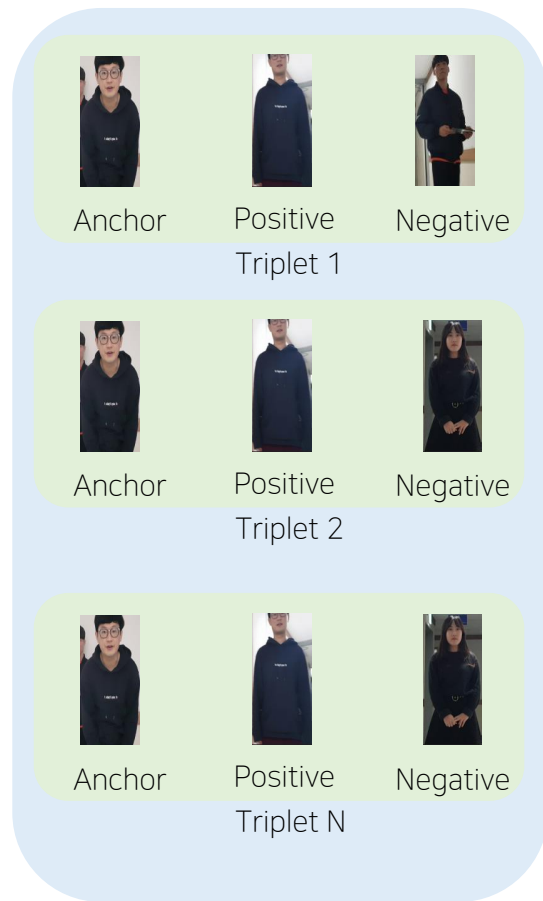 Anchor Positive Negative
Triplet 1
Anchor Positive Negative
Triplet 2
Anchor Positive Negative
Triplet N